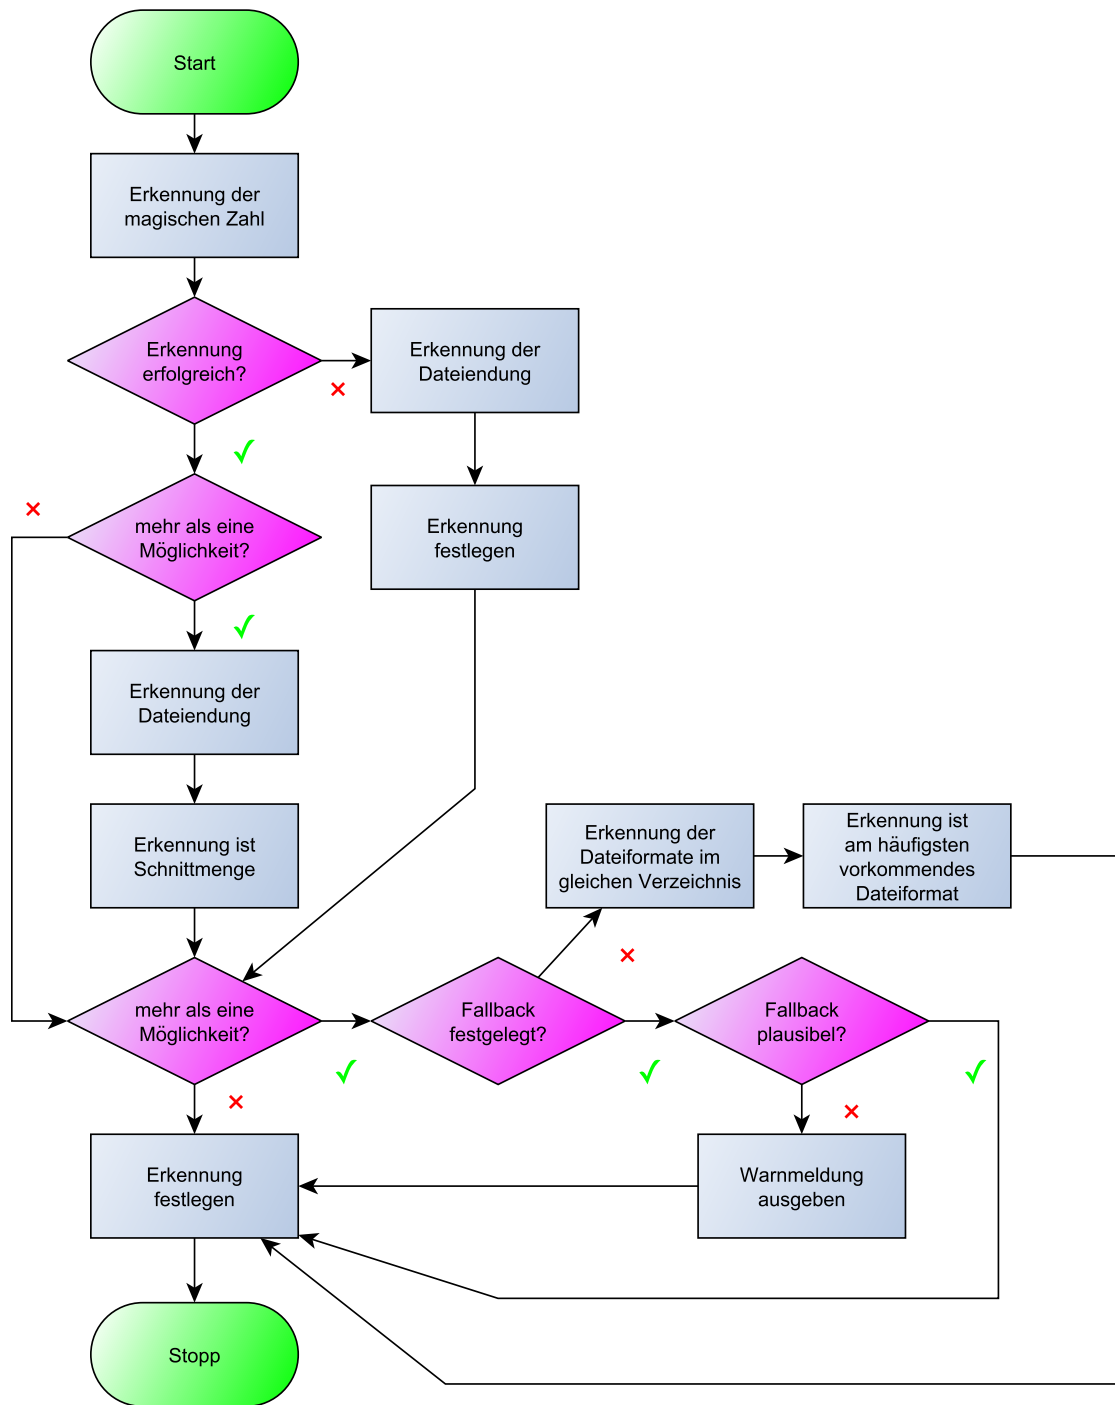 Start
Erkennung der
magischen Zahl
Erkennung
erfolgreich?
Erkennung der
Dateiendung
mehr als eine
Möglichkeit?
Erkennung
festlegen
Erkennung der
Dateiendung
Erkennung ist
Schnittmenge
Erkennung der
Dateiformate im
gleichen Verzeichnis
Erkennung ist
am häufigsten
vorkommendes
Dateiformat
mehr als eine
Möglichkeit?
Fallback
festgelegt?
Fallback
plausibel?
Erkennung
festlegen
Warnmeldung
ausgeben
Stopp